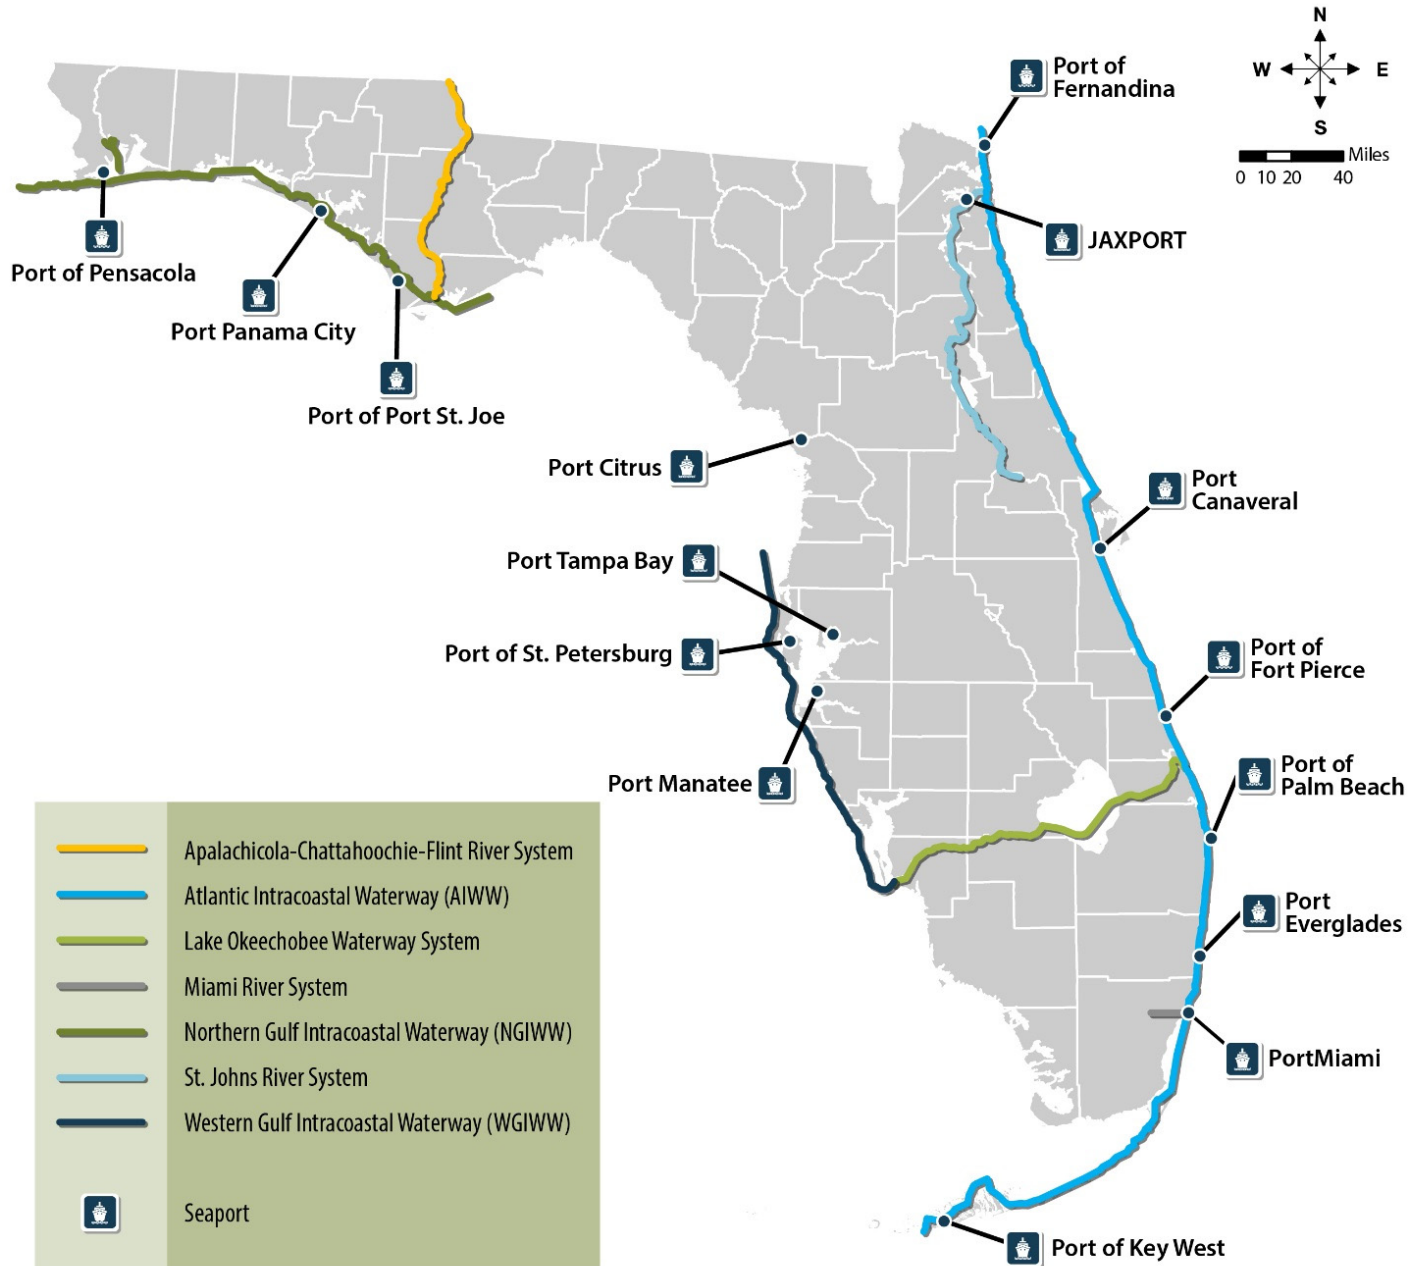 N
W E
S
Miles
0 10 20 40
Port of
Fernandina
JAXPORT
Port of Pensacola
Port Panama City
Port of Port St. Joe
Port Citrus
Port
Canaveral
Port Tampa Bay
Port of St. Petersburg
Port of
Fort Pierce
Port Manatee
Port of
Palm Beach
Port
Everglades
PortMiami
Port of Key West
Apalachicola-Chattahoochie-Flint River System
Atlantic Intracoastal Waterway (AIWW)
Lake Okeechobee Waterway System
Miami River System
Northern Gulf Intracoastal Waterway (NGIWW)
St. Johns River System
Western Gulf Intracoastal Waterway (WGIWW)
Seaport